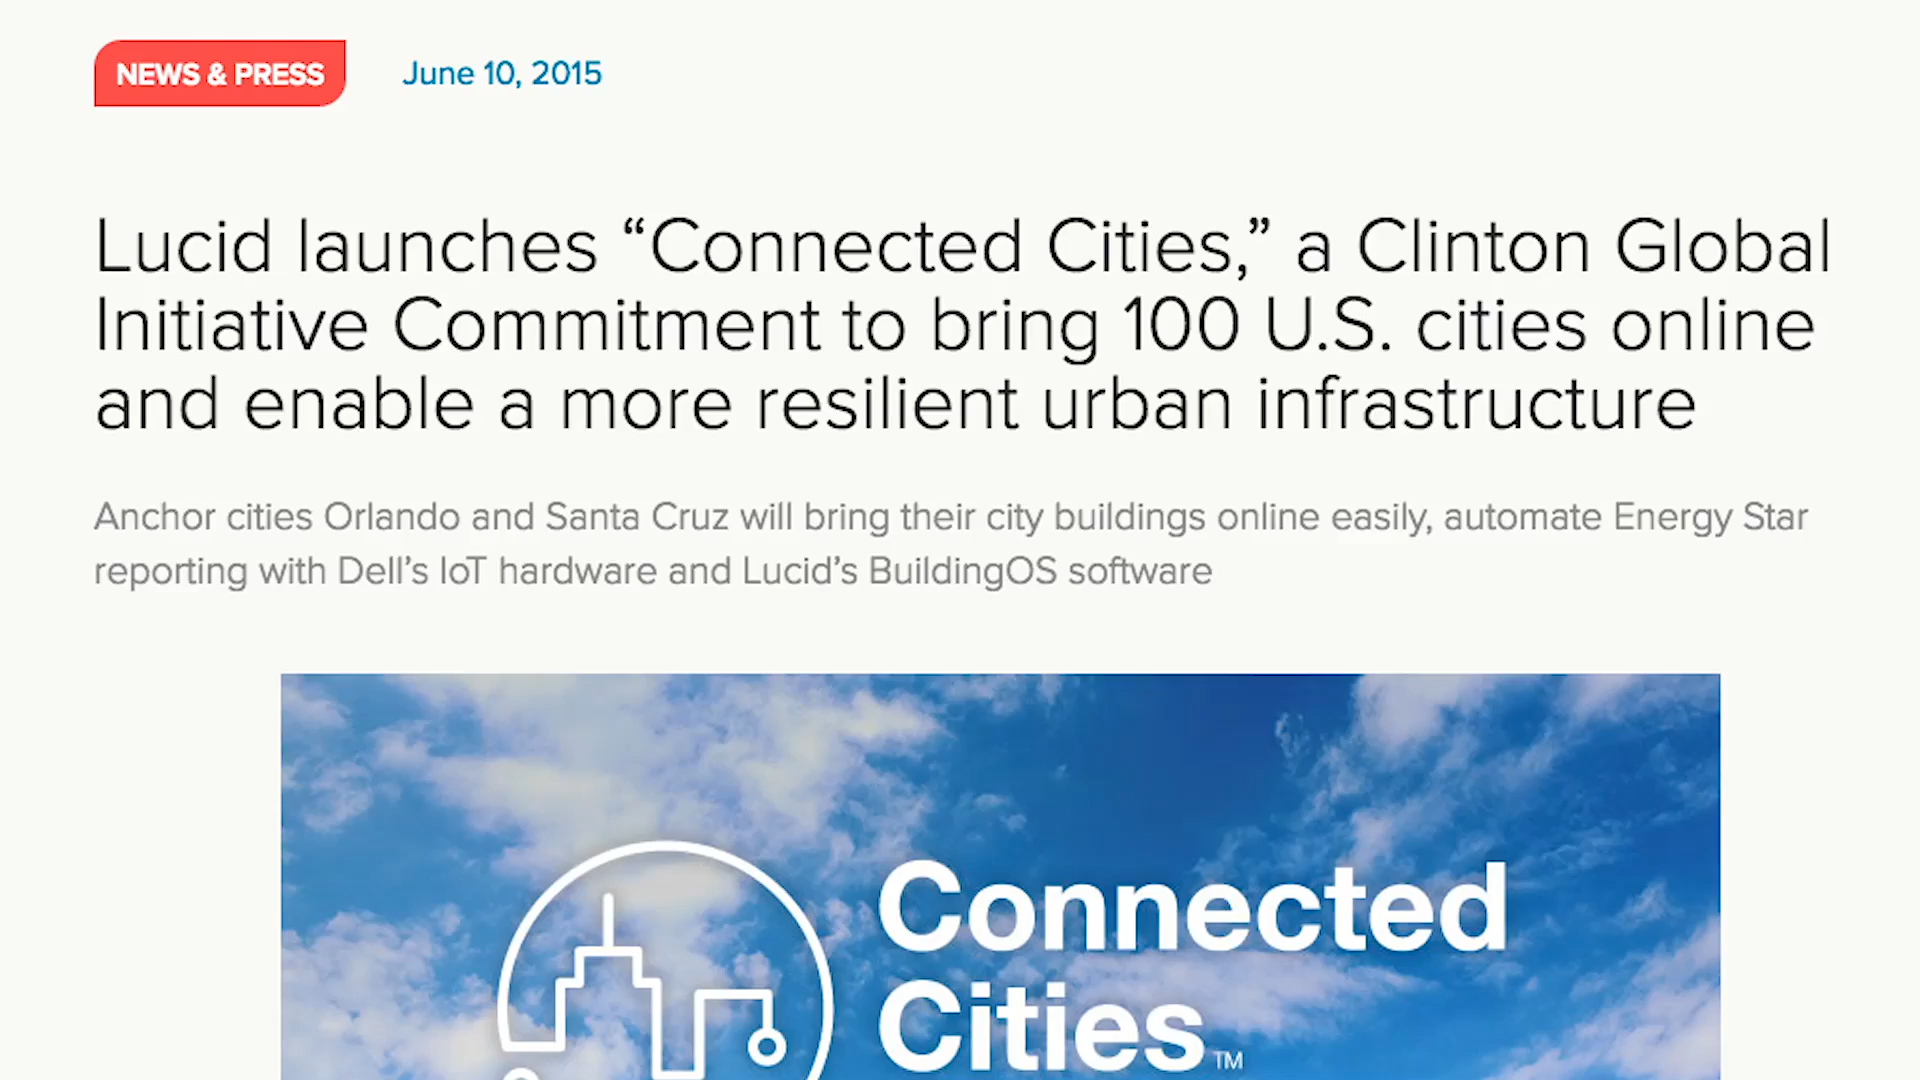 NEWS & PRESS
June 10, 2015
Lucid launches “Connected Cities,” a Clinton Global
Initiative Commitment to bring 100 U.S. cities online
and enable a more resilient urban infrastructure
Anchor cities Orlando and Santa Cruz will bring their city buildings online easily, automate Energy Star
reporting with Dell’s IoT hardware and Lucid’s BuildingOS software
Connected
Cities™